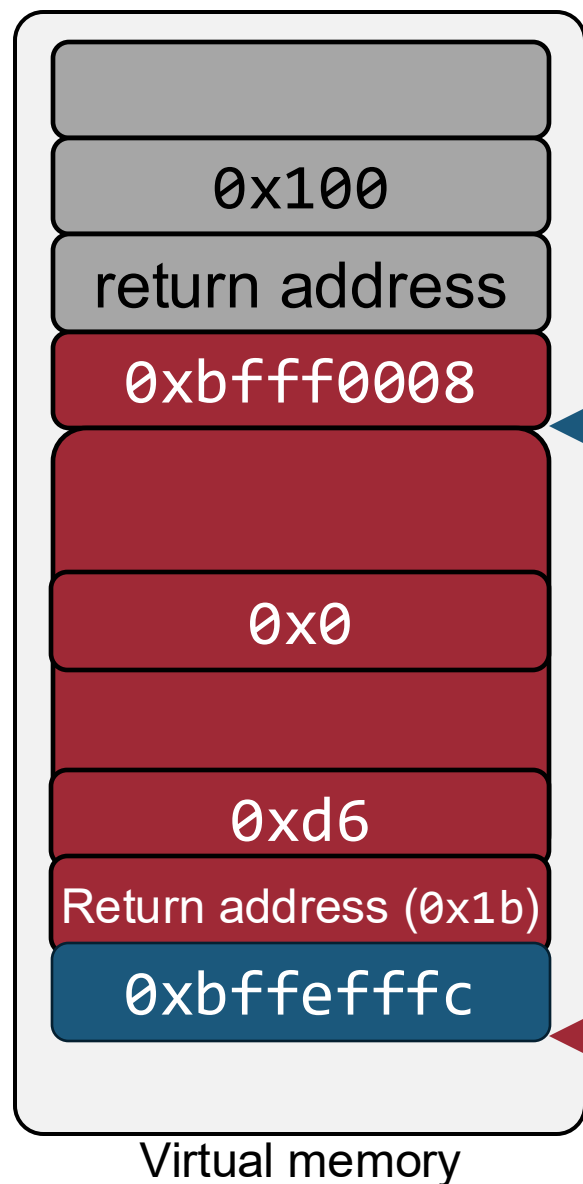 0x100
return address
0xbfff0008
0x0
0xd6
Return address (0x1b)
0xbffefffc
Virtual memory